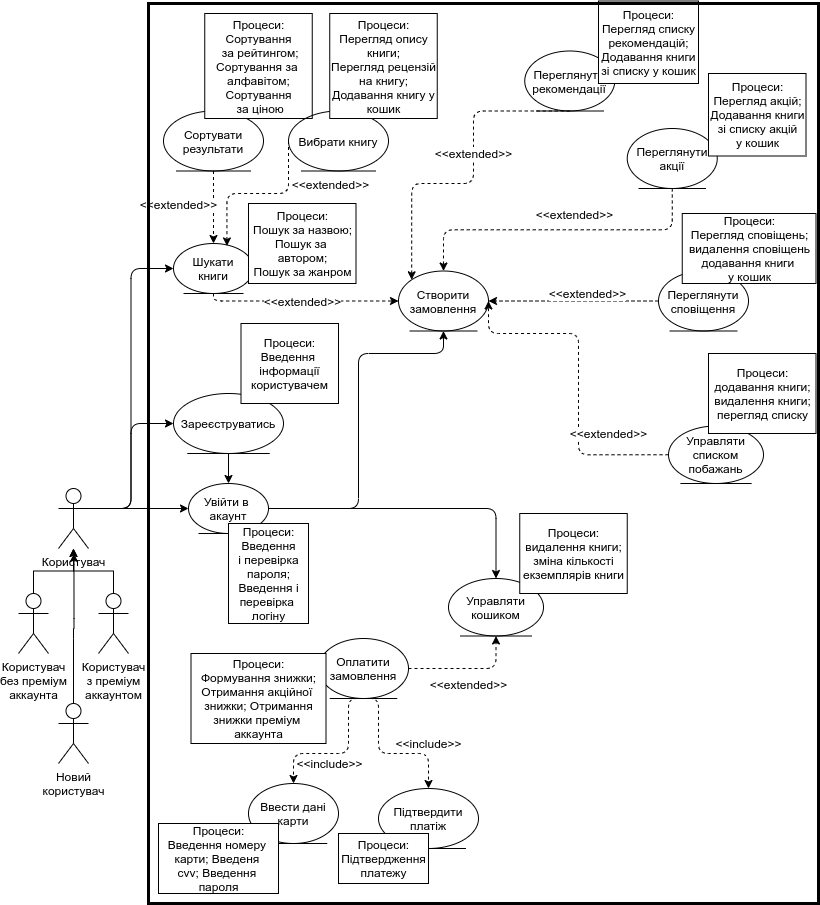 Процеси:
Сортування
за рейтингом;
Сортування за
алфавітом;
Сортування
за ціною
Процеси:
Перегляд опису
книги;
Перегляд рецензій
на книгу;
Додавання книгу у
кошик
Процеси:
Перегляд списку
рекомендацій;
Додавання книги
зі списку у кошик
Переглянути
рекомендації
Процеси:
Перегляд акцій;
Додавання книги
зі списку акцій
у кошик
Сортувати
результати
Вибрати книгу
<<extended>>
Переглянути
акції
<<extended>>
<<extended>>
Процеси:
Пошук за назвою;
Пошук за
автором;
Пошук за жанром
<<extended>>
Процеси:
Перегляд сповіщень;
видалення сповіщень
додавання книги
у кошик
Шукати
книги
<<extended>>
Створити
замовлення
<<extended>>
Переглянути
сповіщення
Процеси:
Введення
інформації
користувачем
Процеси:
додавання книги;
видалення книги;
перегляд списку
Зареєструватись
<<extended>>
Управляти
списком
побажань
Увійти в
акаунт
Процеси:
Введення
і перевірка
пароля;
Введення і
перевірка
логіну
Процеси:
видалення книги;
зміна кількості
екземплярів книги
Користувач
Управляти
кошиком
Користувач
без преміум
аккаунта
Користувач
з преміум
аккаунтом
Процеси:
Формування знижки;
Отримання акційної
знижки; Отримання
знижки преміум
аккаунта
Оплатити
замовлення
<<extended>>
Новий
користувач
<<include>>
<<include>>
Ввести дані
карти
Підтвердити
платіж
Процеси:
Введення номеру
карти; Введеня
cvv; Введення
пароля
Процеси:
Підтвердження
платежу